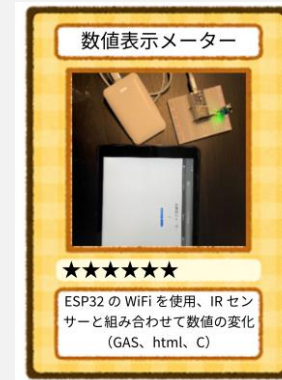 数値表示メーター
★★★★★★
ESP32 の WiFi を使用、IR セン
サーと組み合わせて数値の変化
（GAS、html、C）